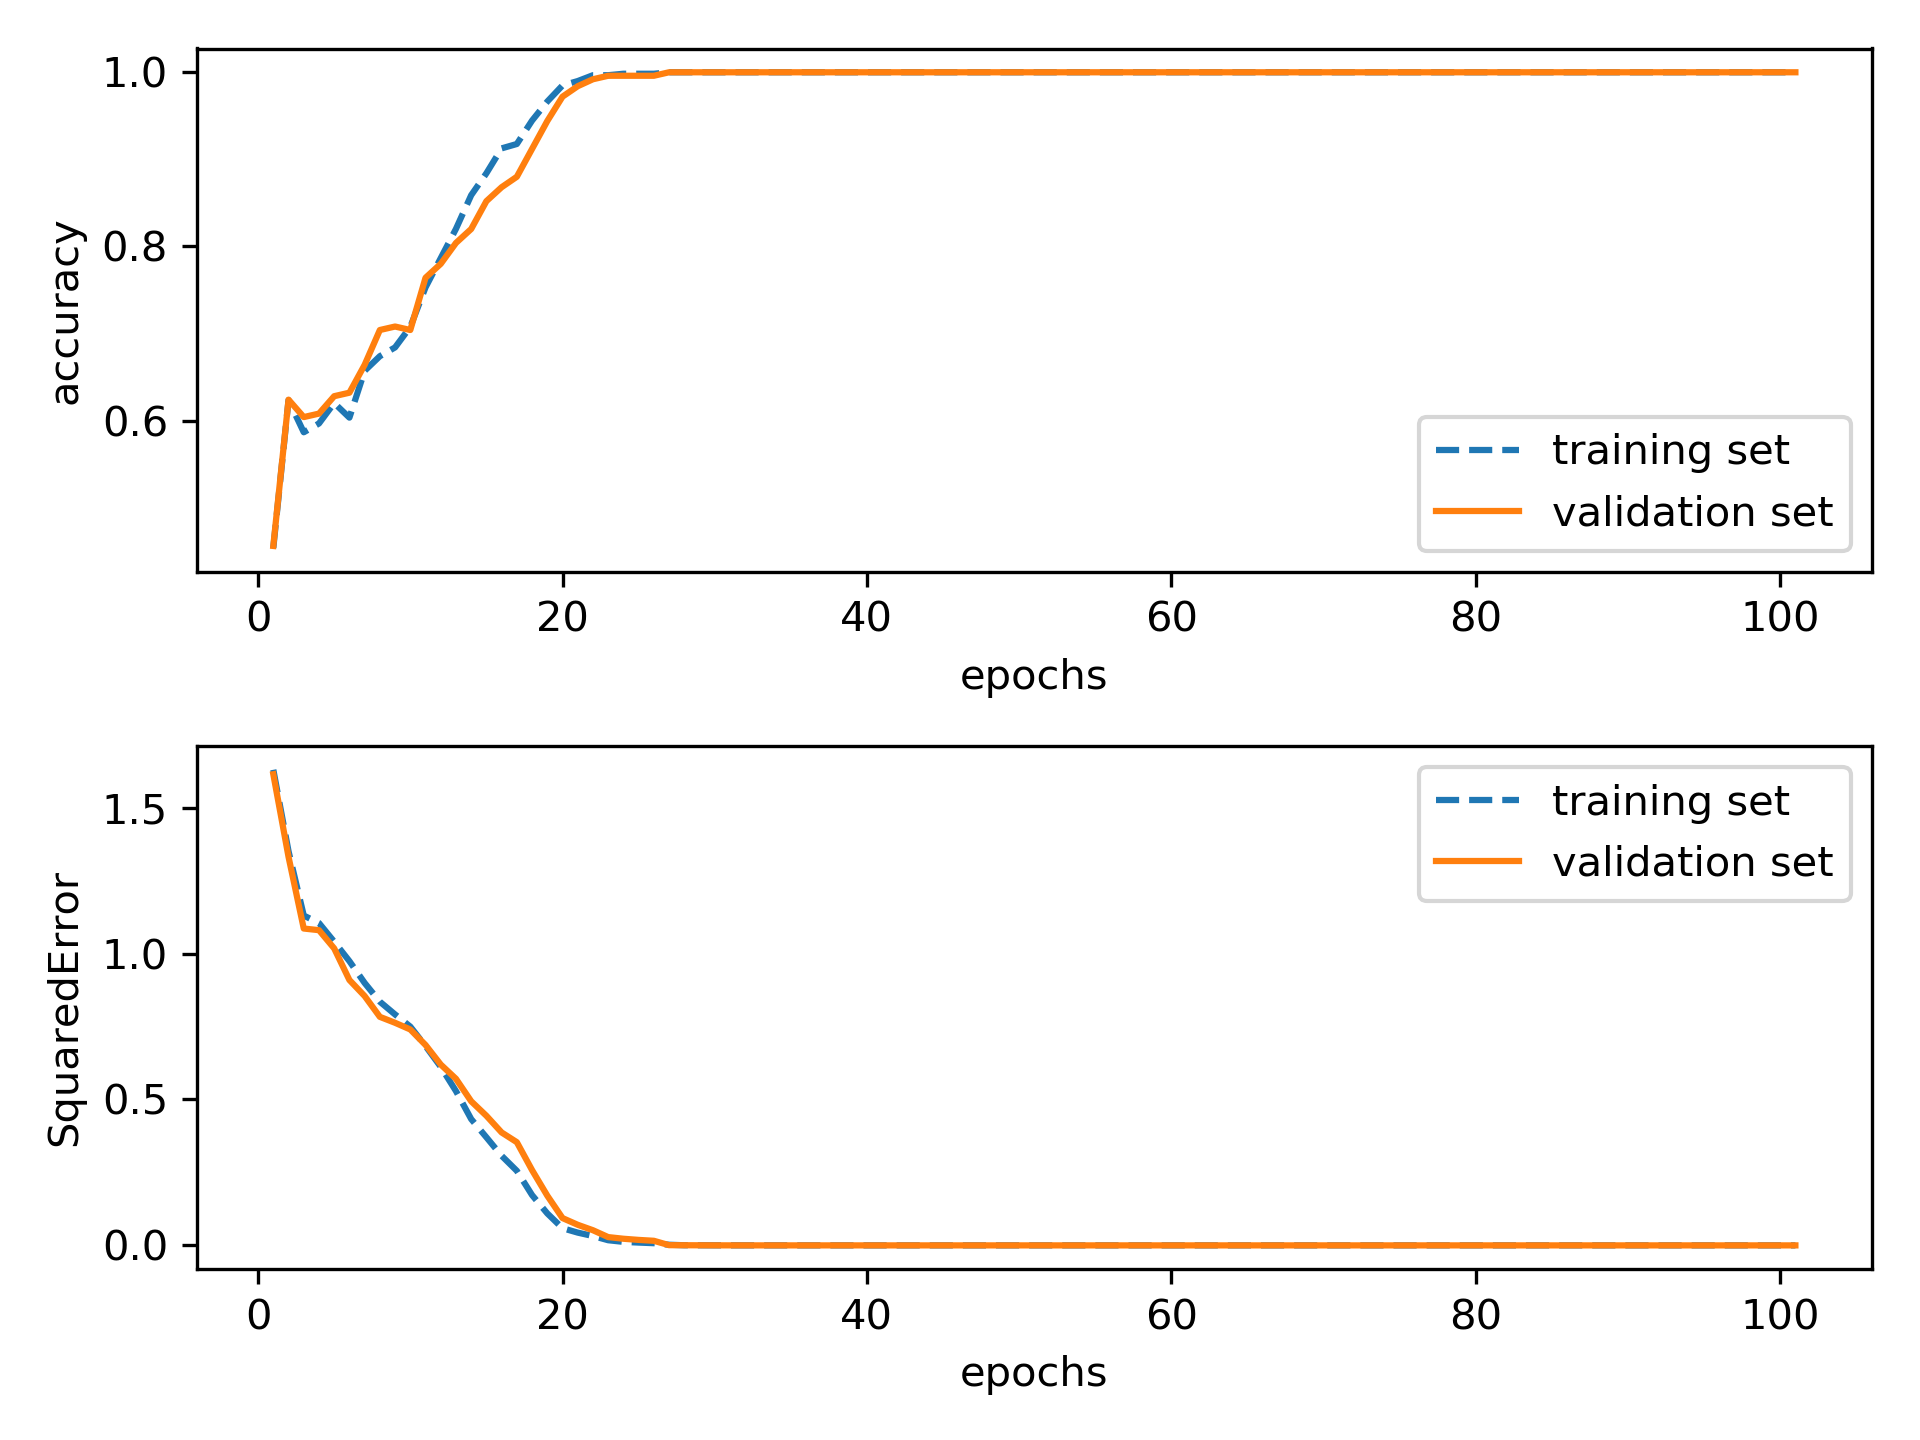 1.0
0.8
0.6
accuracy
training set
validation set
0 20 40 60 80 100
epochs
1.5
1.0
0.5
0.0
SquaredError
training set
validation set
0 20 40 60 80 100
epochs